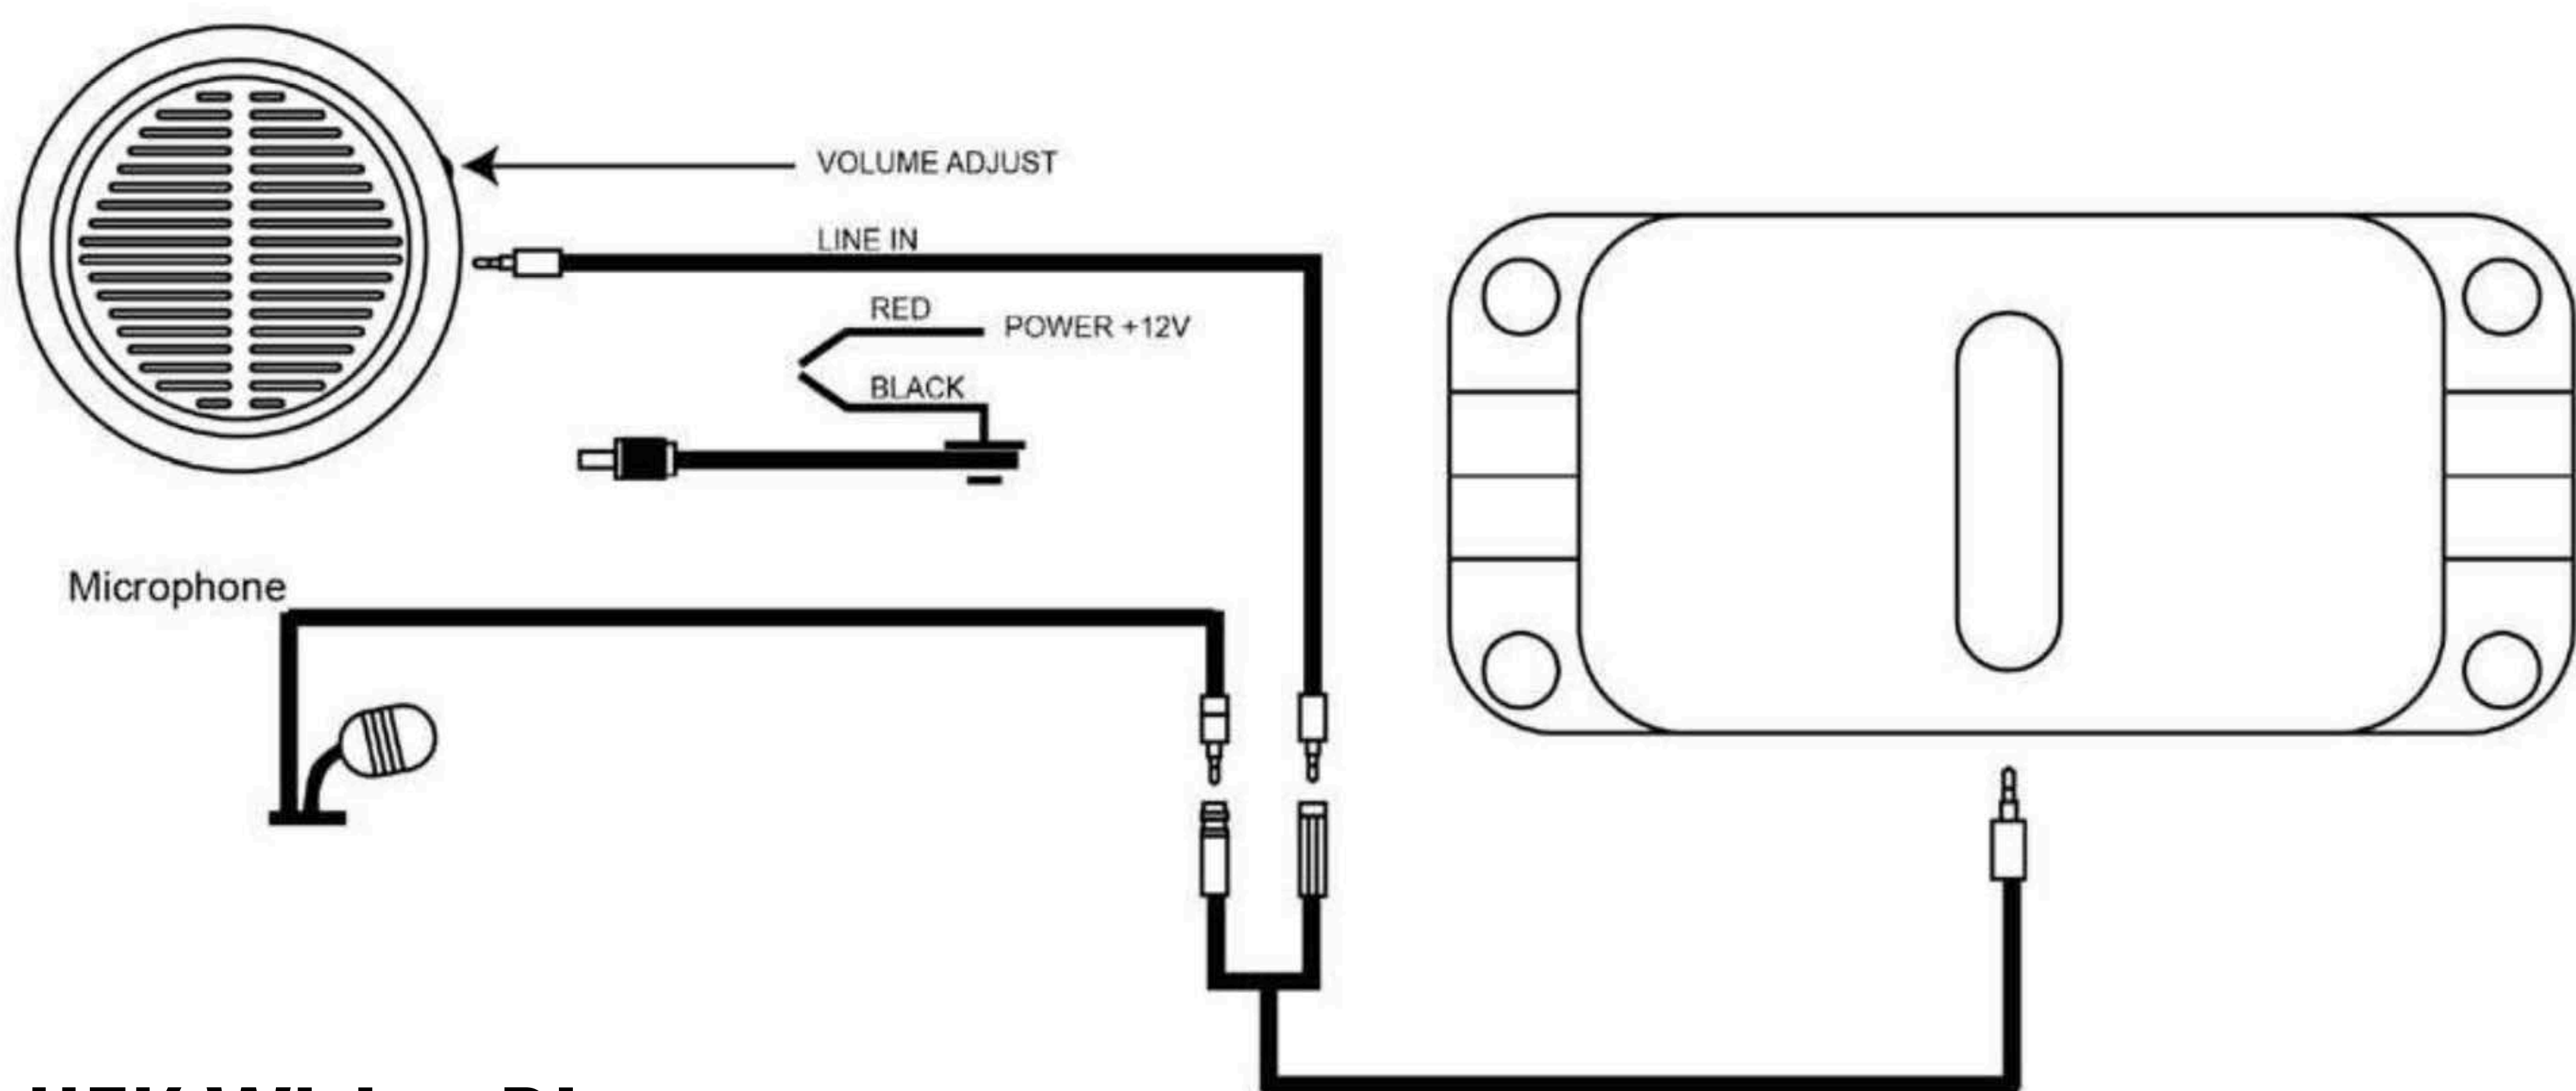 VOLUME ADJUST
LINE IN
RED
POWER +12V
BLACK
Microphone